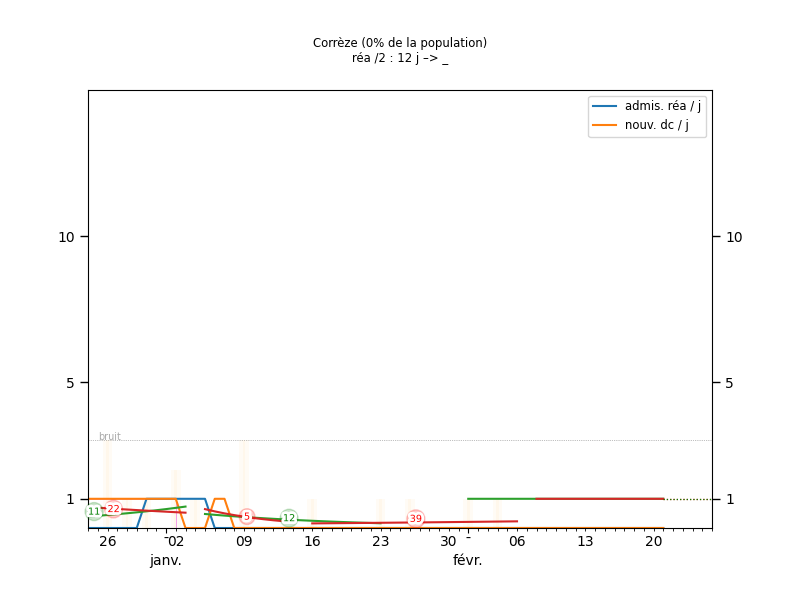 Corrèze (0% de la population)
réa /2 : 12 j –> _
admis. réa / j
nouv. dc / j
10 10
5 5
bruit
1 1
11 22 5 12 39
26 02 09 16 23 30 06 13 20
janv. févr.